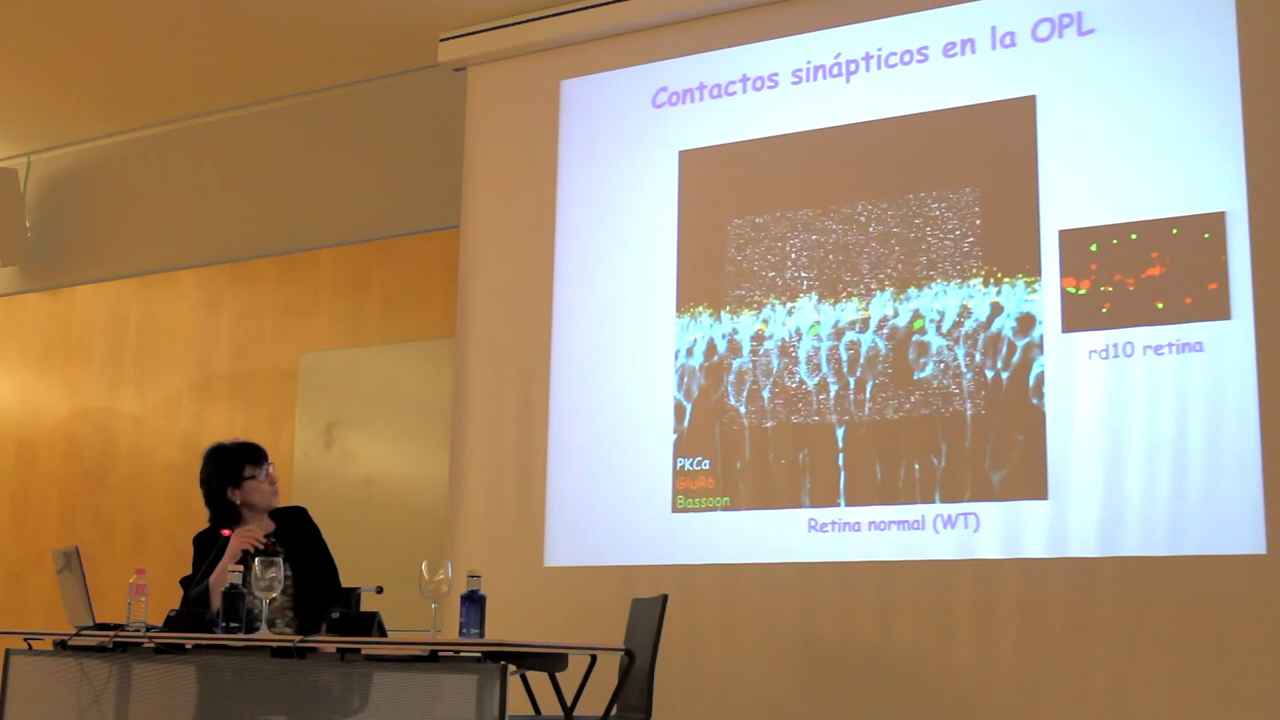 Contactos sinápticos en la OPL
PKCa
GluR6
Bassoon
Retina normal (WT)
rd10 retina